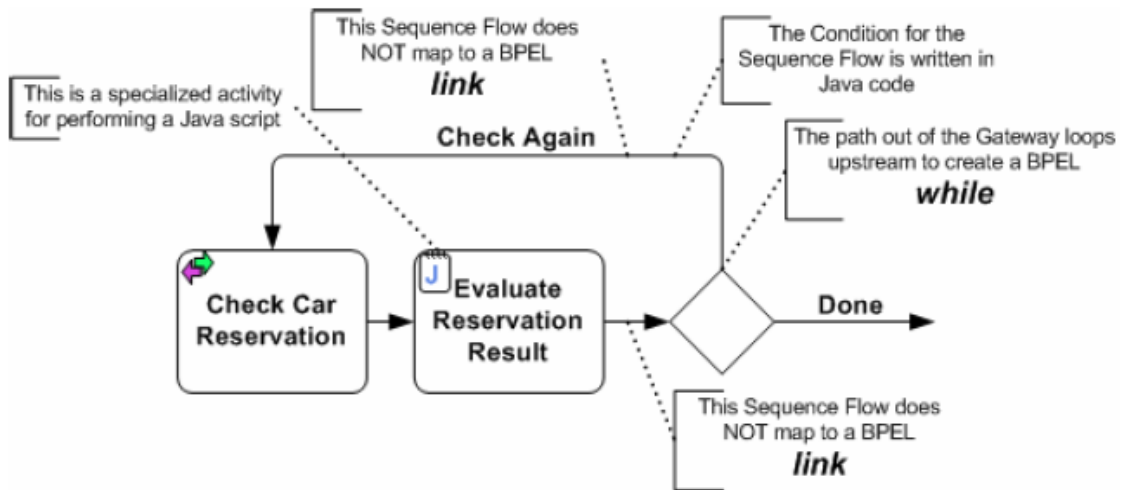 This Sequence Flow does
NOT map to a BPEL
link
The Condition for the
Sequence Flow is written in
Java code
This is a specialized activity
for performing a Java script
The path out of the Gateway loops
upstream to create a BPEL
while
Check Again
J
Check Car
Reservation
Evaluate
Reservation
Result
Done
This Sequence Flow does
NOT map to a BPEL
link